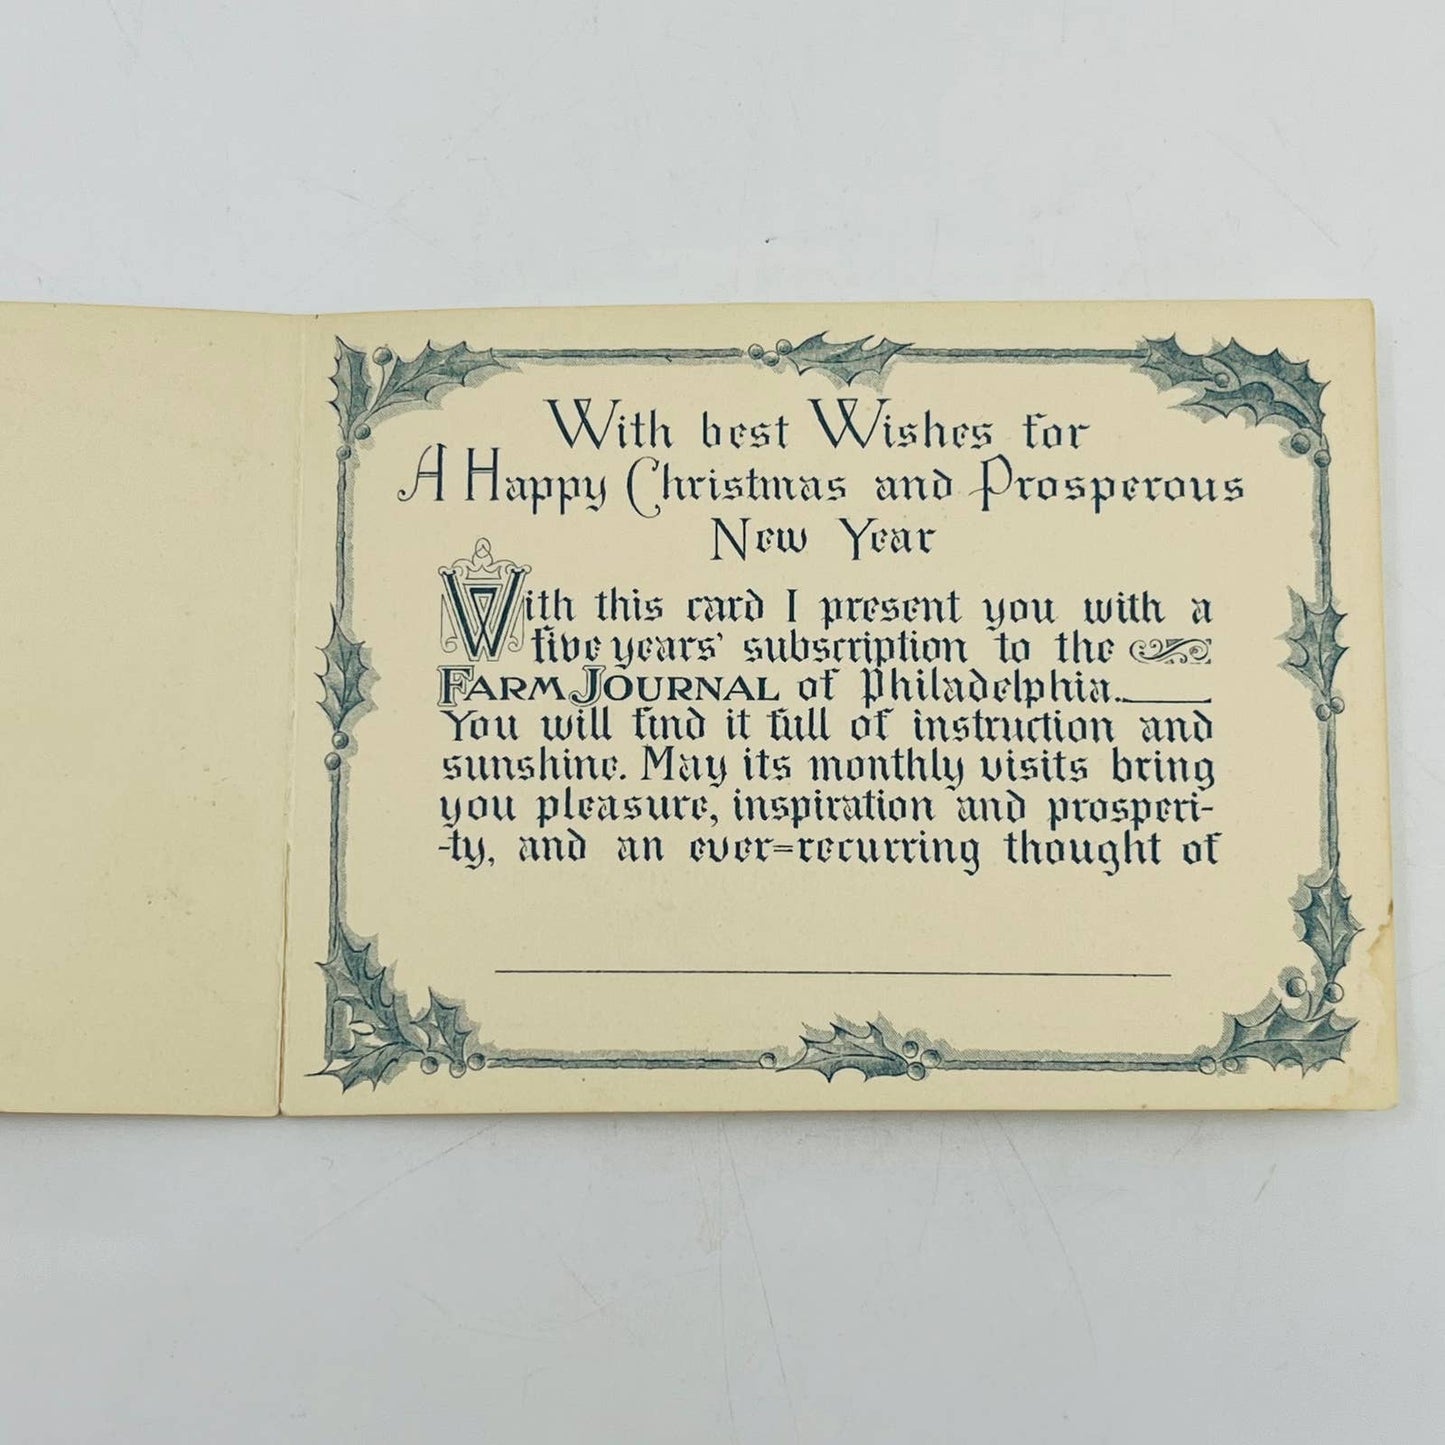 With best Wishes for
A Happy Christmas and Prosperous
New Year
With this card I present you with a
five years' subscription to the
FARM JOURNAL of Philadelphia.
You will find it full of instruction and
sunshine. May its monthly visits bring
you pleasure, inspiration and prosperi-
-ty, and an ever=recurring thought of